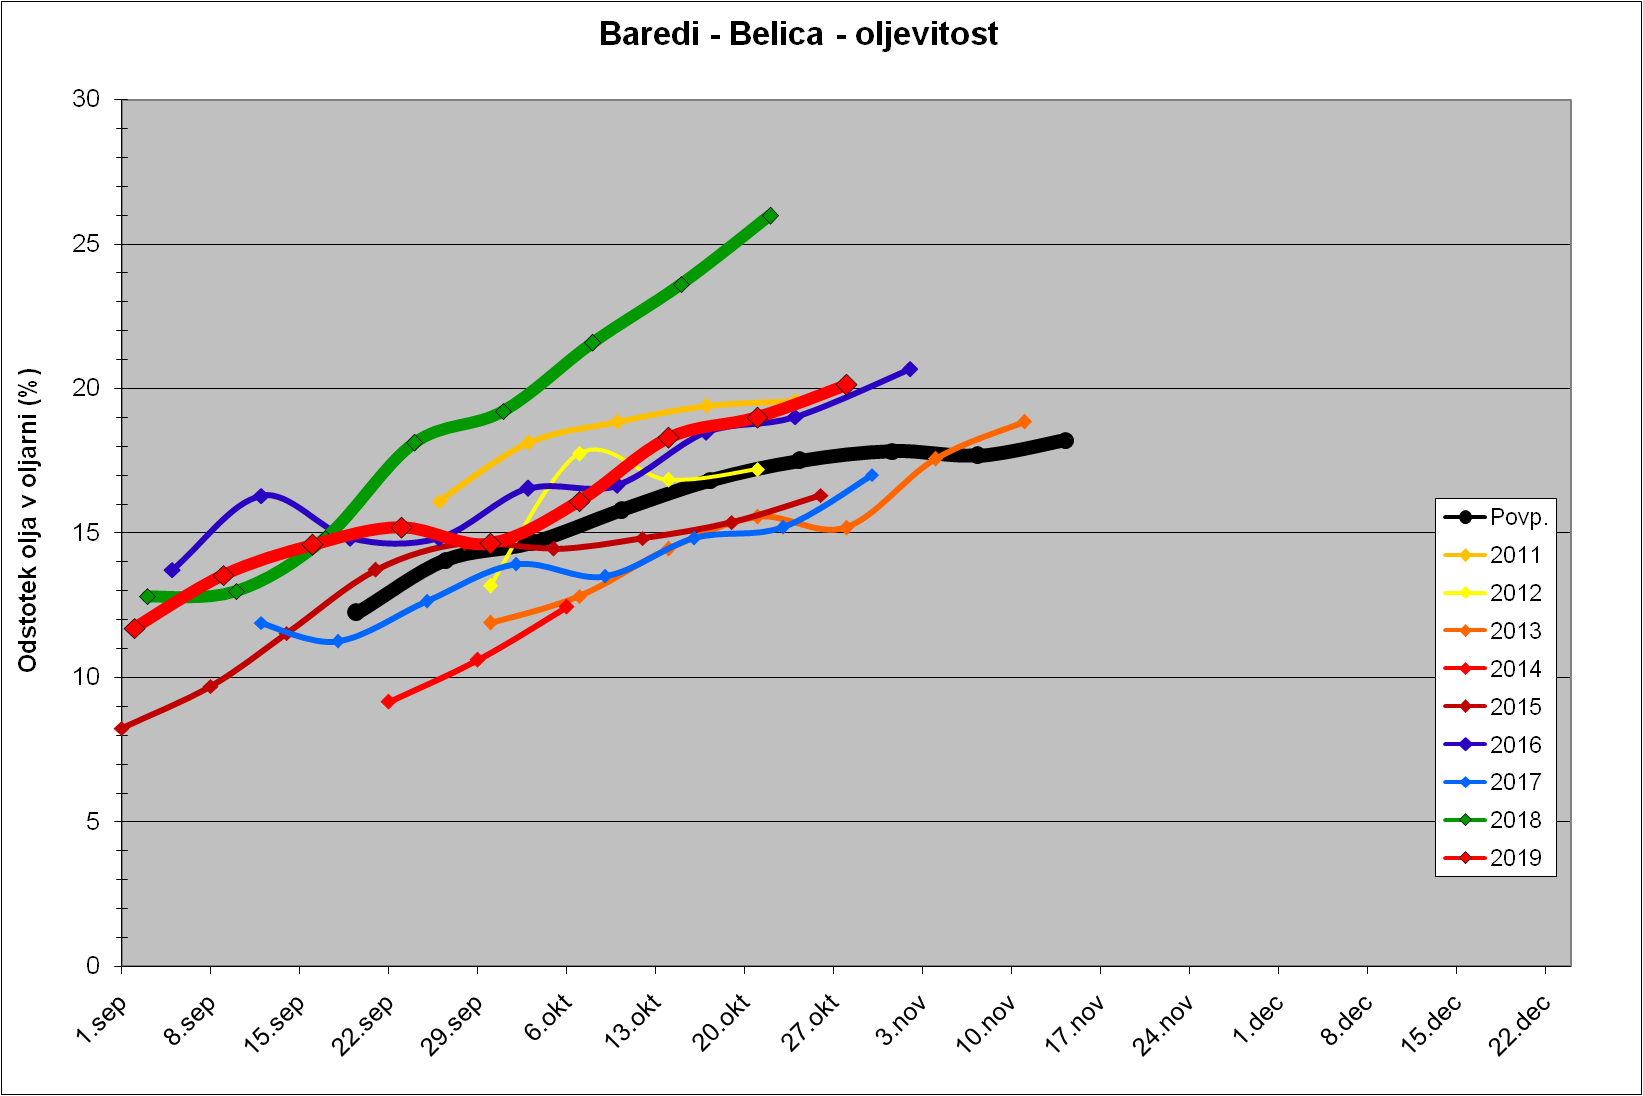 Baredi - Belica - oljevitost
Odstotek olja v oljarni (%)
30
25
20
15
10
5
0
1.sep
8.sep
15.sep
22.sep
29.sep
6.okt
13.okt
20.okt
27.okt
3.nov
10.nov
17.nov
24.nov
1.dec
8.dec
15.dec
22.dec
Povp.
2011
2012
2013
2014
2015
2016
2017
2018
2019